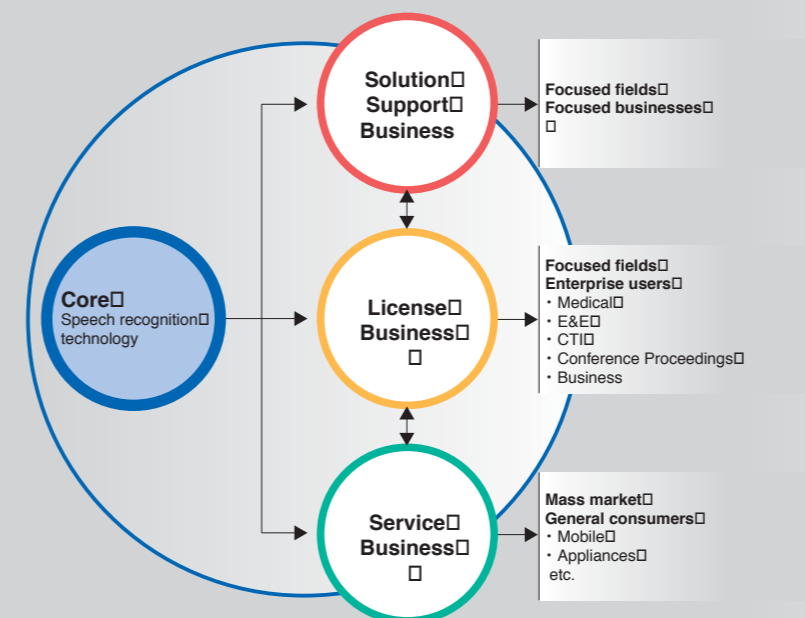 Solution
Support
Business
Focused fields
Focused businesses
Core
Speech recognition
technology
License
Business
Focused fields
Enterprise users
・Medical
・E&E
・CTI
・Conference Proceedings
・Business
Service
Business
Mass market
General consumers
・Mobile
・Appliances
etc.